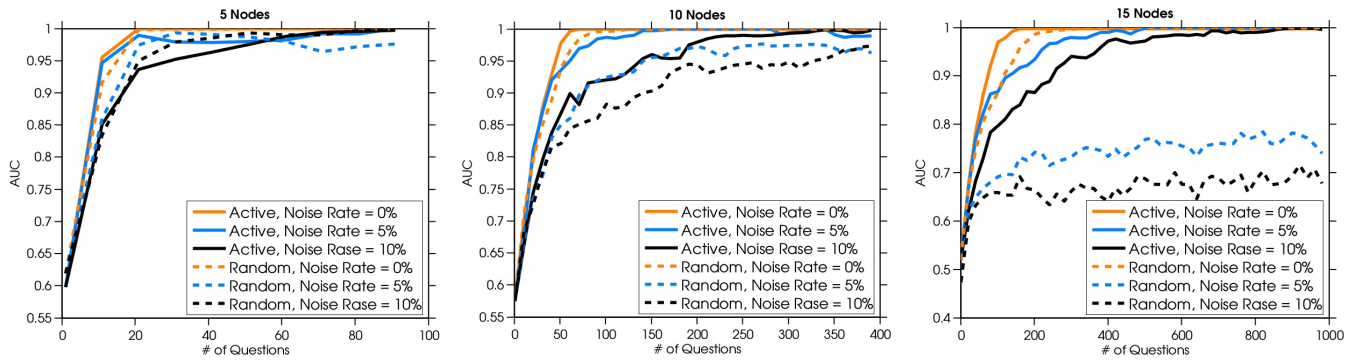 5 Nodes
1
0.95
0.9
0.85
0.8
0.75
0.7
0.65
0.6
0.55
AUC
0 20 40 60 80 100
# of Questions
Active, Noise Rate = 0%
Active, Noise Rate = 5%
Active, Noise Rase = 10%
Random, Noise Rate = 0%
Random, Noise Rate = 5%
Random, Noise Rase = 10%
10 Nodes
1
0.95
0.9
0.85
0.8
0.75
0.7
0.65
0.6
0.55
AUC
0 50 100 150 200 250 300 350 400
# of Questions
Active, Noise Rate = 0%
Active, Noise Rate = 5%
Active, Noise Rase = 10%
Random, Noise Rate = 0%
Random, Noise Rate = 5%
Random, Noise Rase = 10%
15 Nodes
1
0.9
0.8
0.7
0.6
0.5
0.4
AUC
0 200 400 600 800 1000
# of Questions
Active, Noise Rate = 0%
Active, Noise Rate = 5%
Active, Noise Rase = 10%
Random, Noise Rate = 0%
Random, Noise Rate = 5%
Random, Noise Rase = 10%